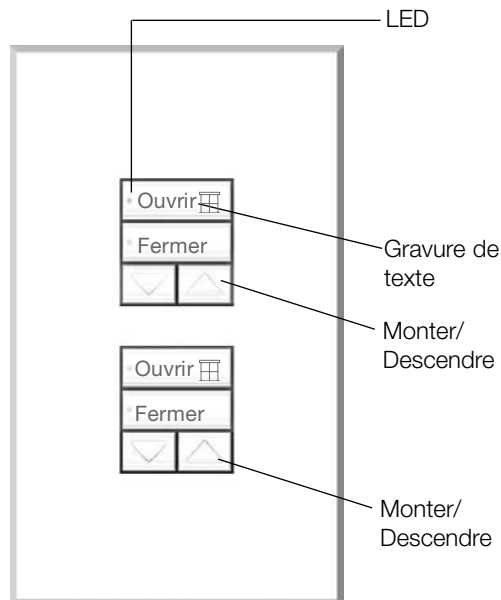 LED
Ouvrir
Fermer
Gravure de
texte
Monter/
Descendre
Ouvrir
Fermer
Monter/
Descendre